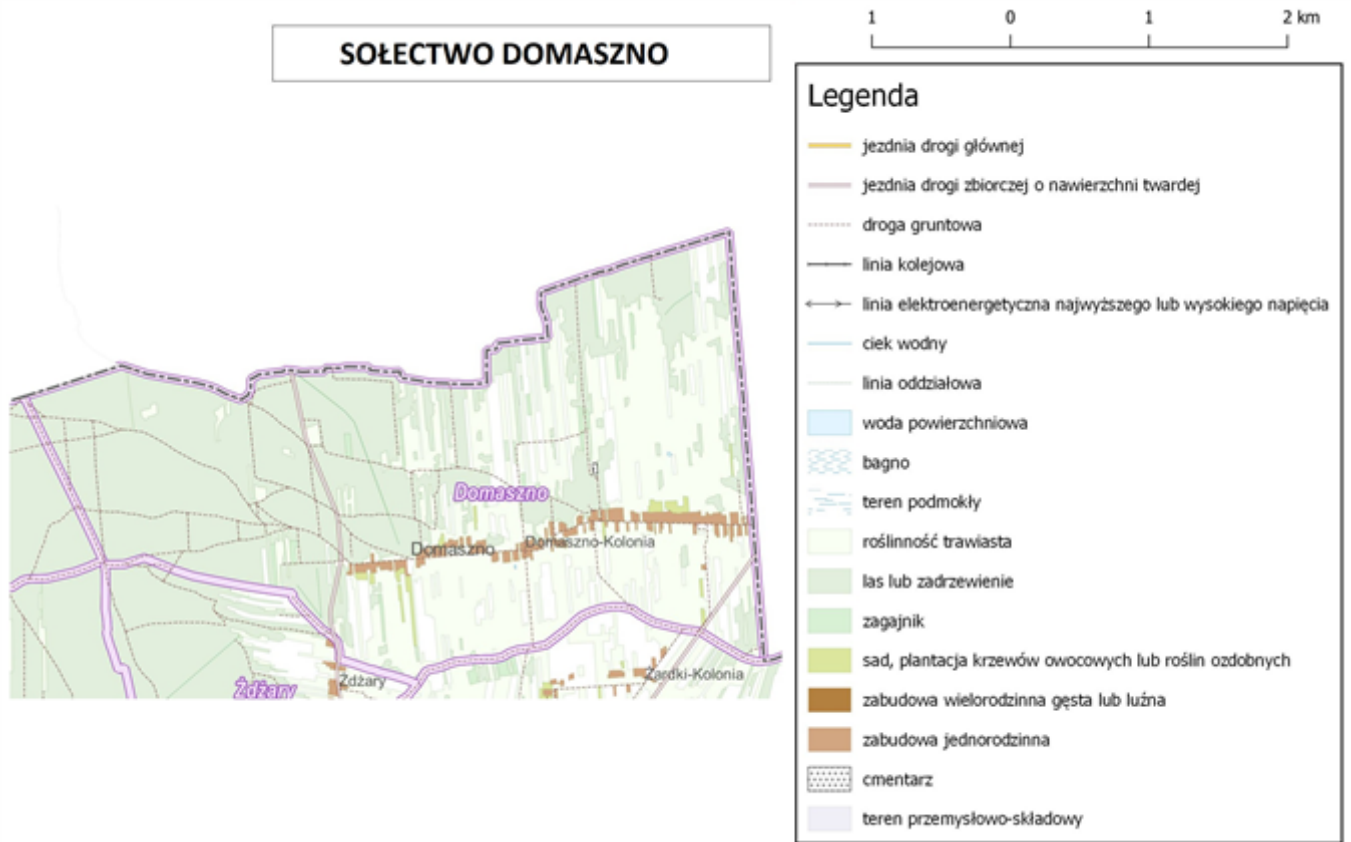 SOŁECTWO DOMASZNO
1 0 1 2 km
Legenda
jezdnia drogi głównej
jezdnia drogi zbiorczej o nawierzchni twardej
droga gruntowa
linia kolejowa
linia elektroenergetyczna najwyższego lub wysokiego napięcia
ciek wodny
linia oddziałowa
woda powierzchniowa
bagno
teren podmokły
roślinność trawiasta
las lub zadrzewienie
zagajnik
sad, plantacja krzewów owocowych lub roślin ozdobnych
zabudowa wielorodzinna gęsta lub luźna
zabudowa jednorodzinna
cmentarz
teren przemysłowo-składowy
Domaszno
Domaszno
Domaszno-Kolonia
Żdżary
Żdżary
Żardki-Kolonia